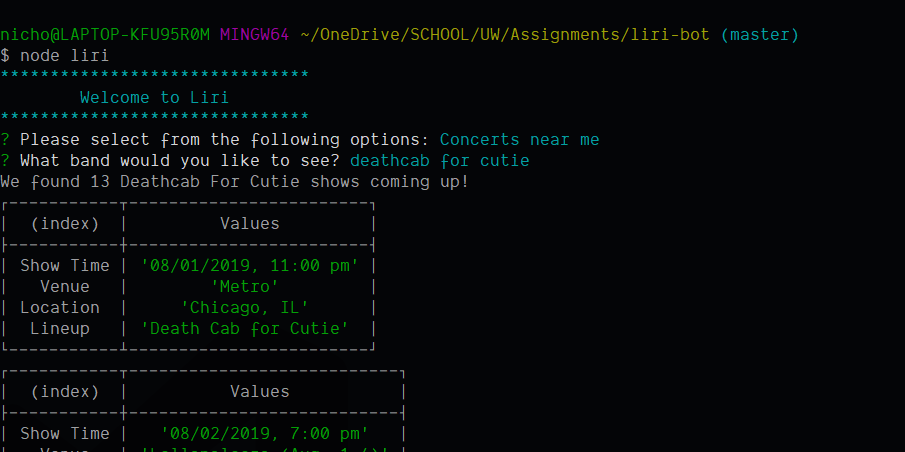 nicho@LAPTOP-KFU95R0M MINGW64 ~/OneDrive/SCHOOL/UW/Assignments/liri-bot (master)
$ node liri
*******************************
Welcome to Liri
*******************************
? Please select from the following options: Concerts near me
? What band would you like to see? deathcab for cutie
We found 13 Deathcab For Cutie shows coming up!
(index) Values
Show Time '08/01/2019, 11:00 pm'
Venue 'Metro'
Location 'Chicago, IL'
Lineup 'Death Cab for Cutie'
(index) Values
Show Time '08/02/2019, 7:00 pm'
Venue